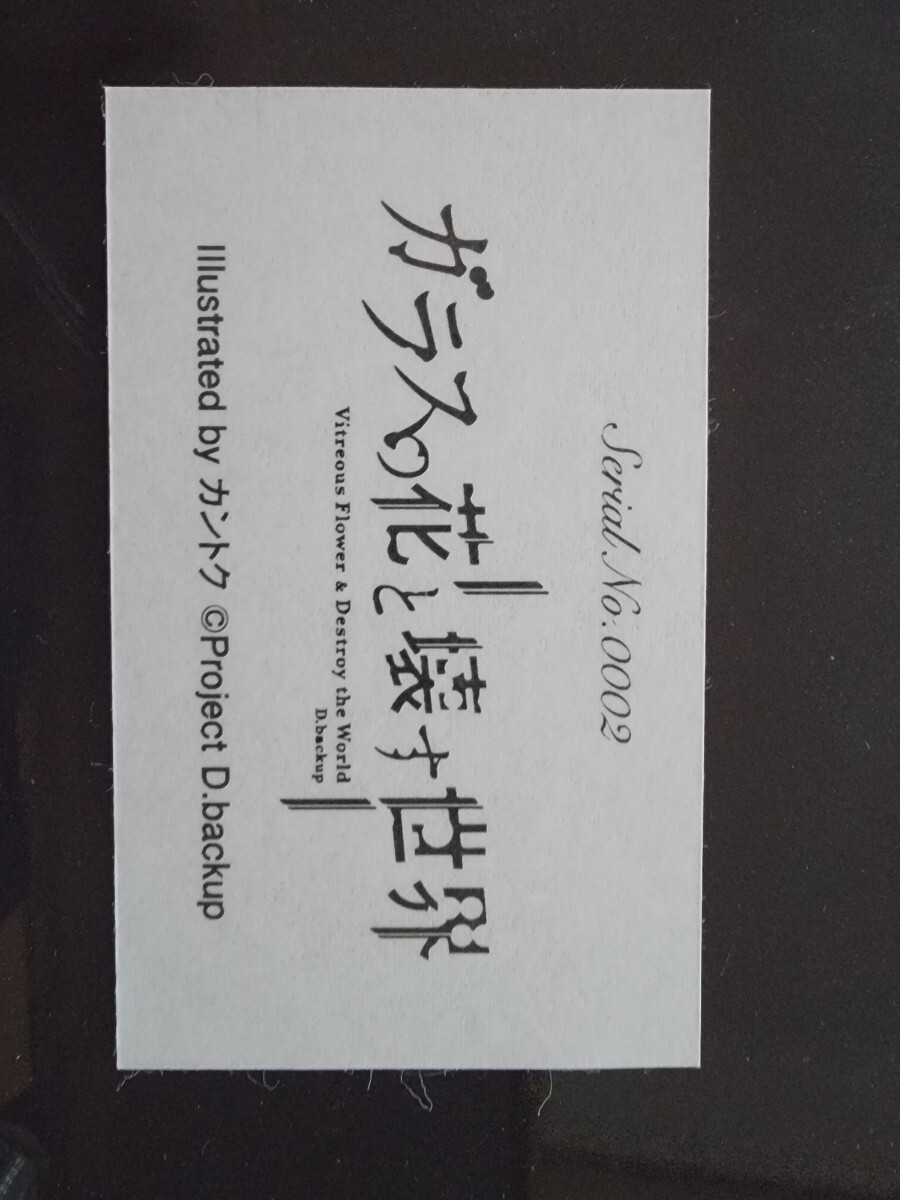 Serial No. 0002
ガラスの花と壊す世界
Vitreous Flower & Destroy the World
D.backup
Illustrated by カントク ©Project D.backup